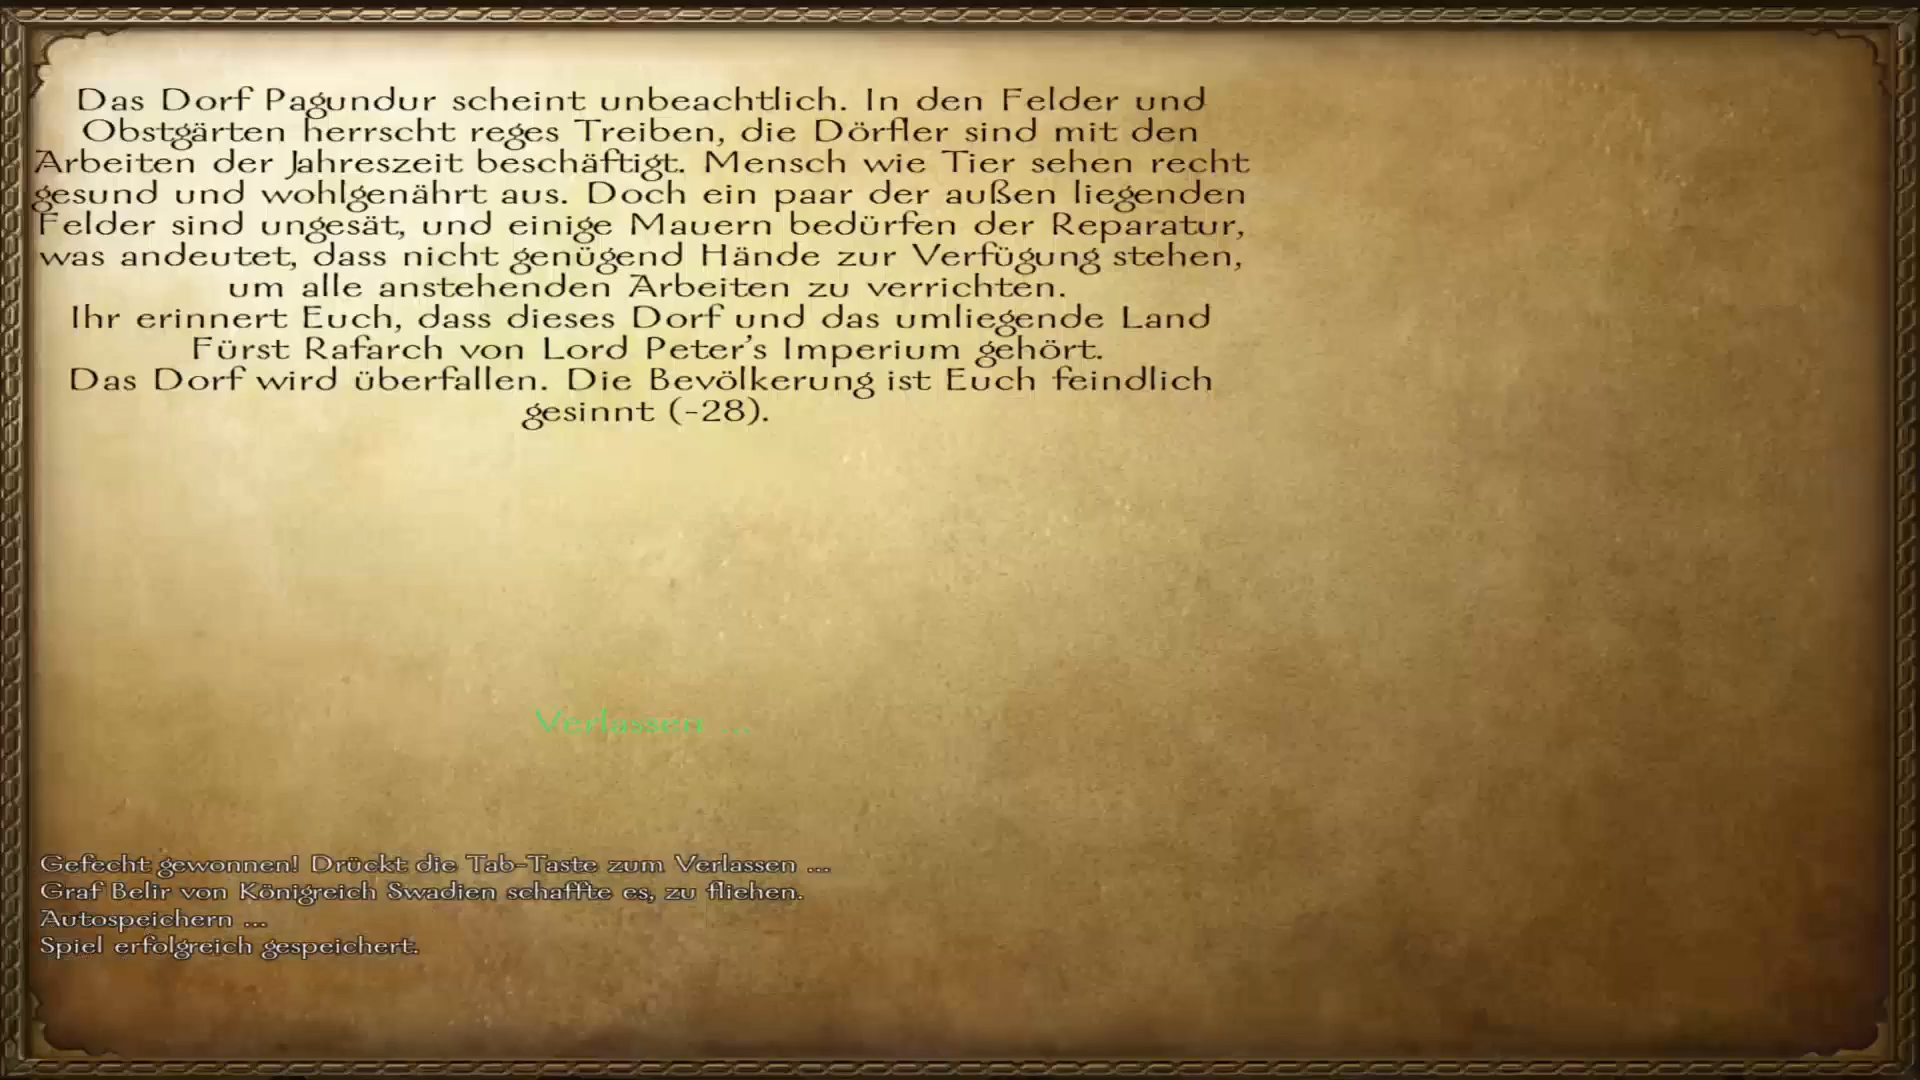 Das Dorf Pagundur scheint unbeachtlich. In den Felder und
Obstgärten herrscht reges Treiben, die Dörfler sind mit den
Arbeiten der Jahreszeit beschäftigt. Mensch wie Tier sehen recht
gesund und wohlgenährt aus. Doch ein paar der außen liegenden
Felder sind ungesät, und einige Mauern bedürfen der Reparatur,
was andeutet, dass nicht genügend Hände zur Verfügung stehen,
um alle anstehenden Arbeiten zu verrichten.
Ihr erinnert Euch, dass dieses Dorf und das umliegende Land
Fürst Rafarch von Lord Peter's Imperium gehört.
Das Dorf wird überfallen. Die Bevölkerung ist Euch feindlich
gesinnt (-28).
Verlassen ...
Gefecht gewonnen! Drückt die Tab-Taste zum Verlassen ...
Graf Belir von Königreich Swadien schaffte es, zu fliehen.
Autospeichern ...
Spiel erfolgreich gespeichert.